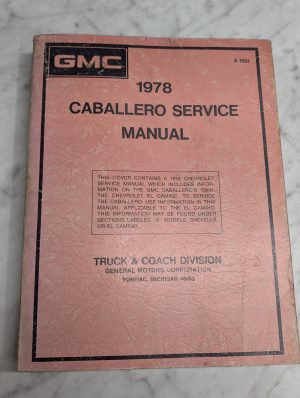 GMC
X-7831
1978
CABALLERO SERVICE
MANUAL
THIS COVER CONTAINS A 1978 CHEVROLET
SERVICE MANUAL WHICH INCLUDES INFOR-
MATION ON THE GMC CABALLERO'S TWIN,
THE CHEVROLET EL CAMINO. TO SERVICE
THE CABALLERO, USE INFORMATION IN THIS
MANUAL APPLICABLE TO THE EL CAMINO.
THIS INFORMATION MAY BE FOUND UNDER
SECTIONS LABELED "A" MODELS, CHEVELLE
OR EL CAMINO.
TRUCK & COACH DIVISION
GENERAL MOTORS CORPORATION
PONTIAC, MICHIGAN